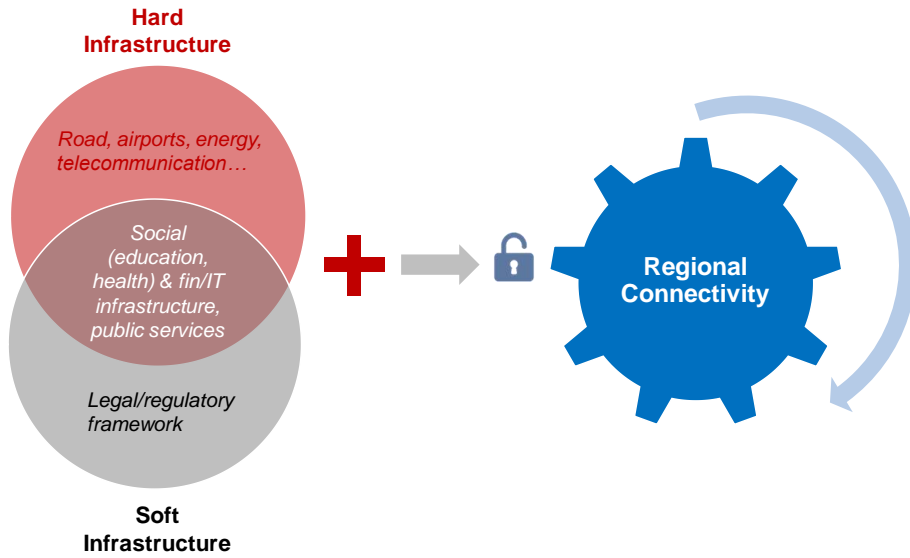 Hard
Infrastructure
Road, airports, energy,
telecommunication…
Social
(education,
health) & fin/IT
infrastructure,
public services
Legal/regulatory
framework
Soft
Infrastructure
Regional
Connectivity